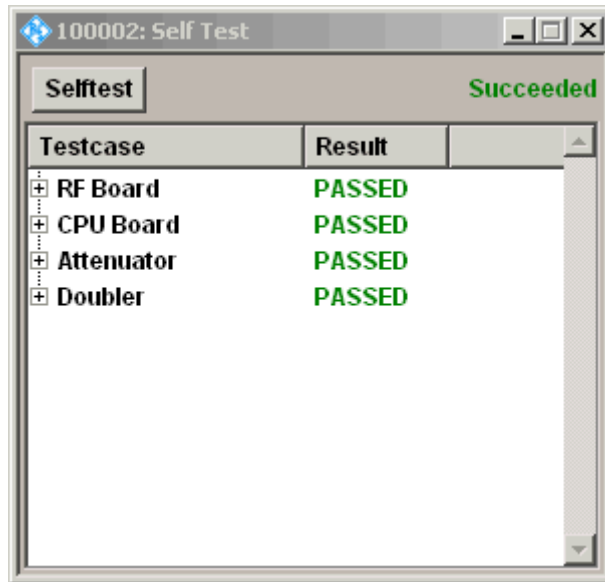 100002: Self Test
Selftest Succeeded
Testcase Result
RF Board PASSED
CPU Board PASSED
Attenuator PASSED
Doubler PASSED